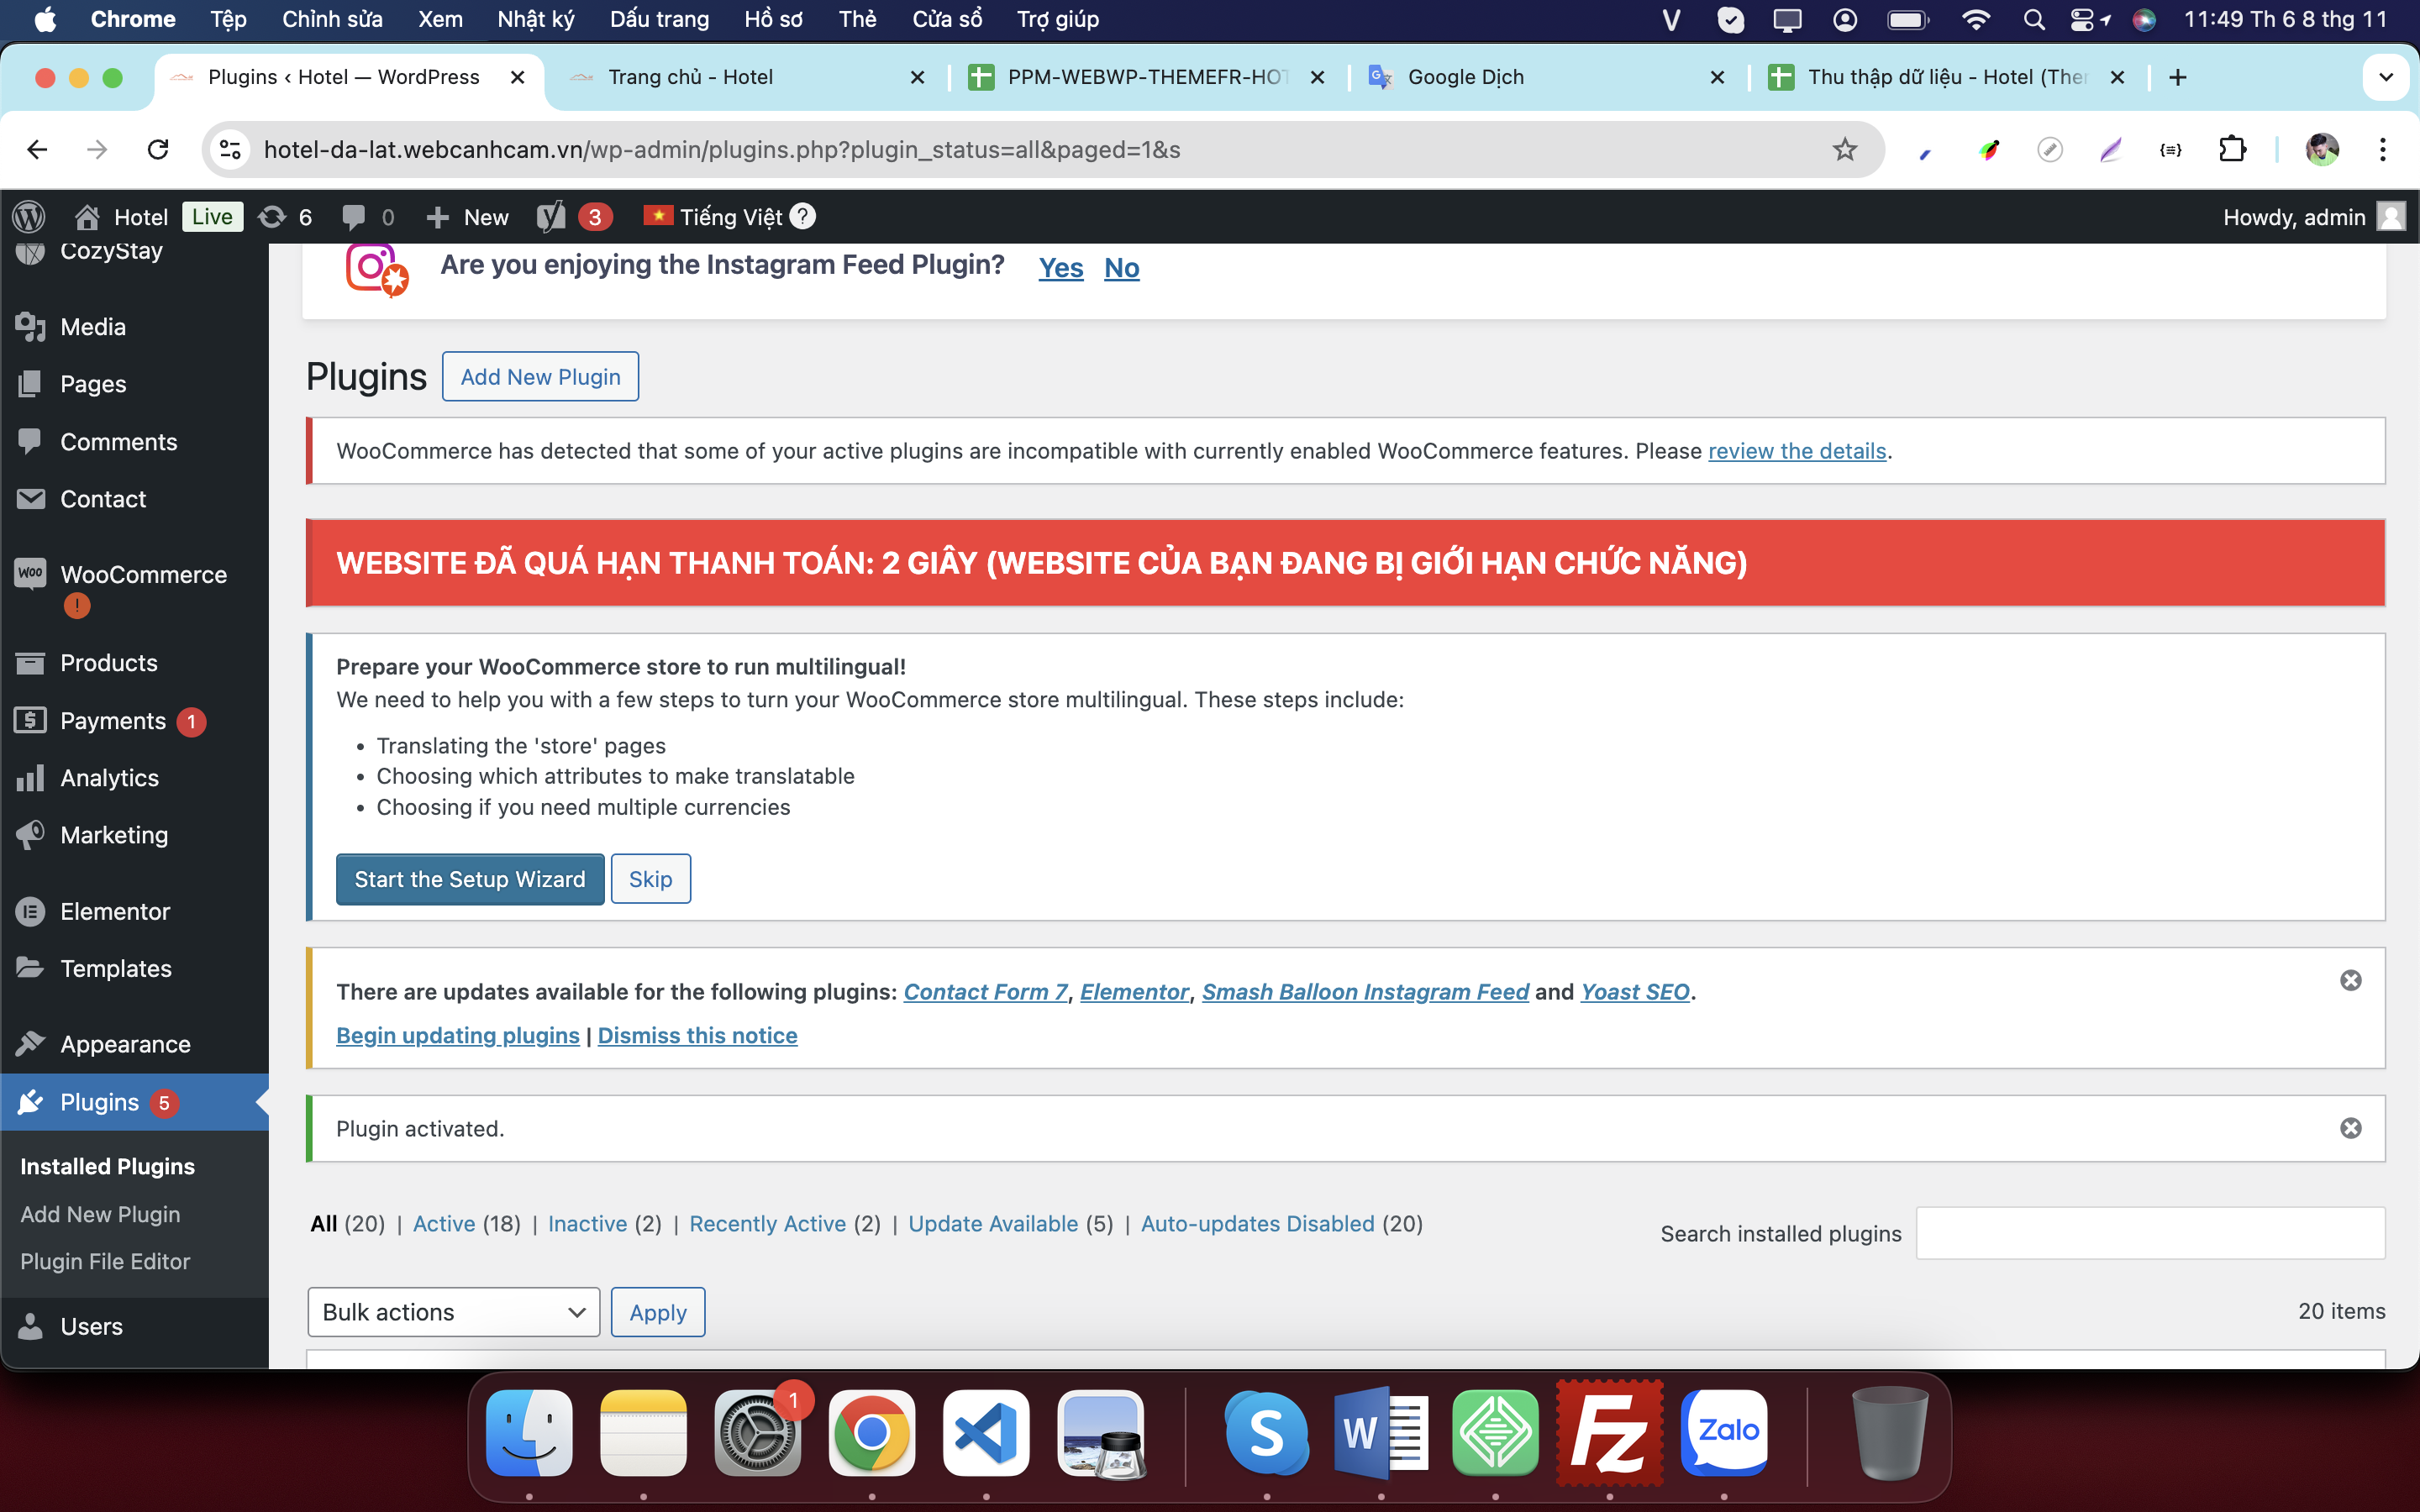 Chrome Tệp Chỉnh sửa Xem Nhật ký Dấu trang Hồ sơ Thẻ Cửa sổ Trợ giúp 11:49 Th 6 8 thg 11
Plugins ‹ Hotel — WordPress Trang chủ - Hotel PPM-WEBWP-THEMEFR-HOT Google Dịch Thu thập dữ liệu - Hotel (Ther
hotel-da-lat.webcanhcam.vn/wp-admin/plugins.php?plugin_status=all&paged=1&s
Hotel Live 6 0 New 3 Tiếng Việt ? Howdy, admin
CozyStay
Media
Pages
Comments
Contact
WooCommerce
!
Products
Payments 1
Analytics
Marketing
Elementor
Templates
Appearance
Plugins 5
Installed Plugins
Add New Plugin
Plugin File Editor
Users
Are you enjoying the Instagram Feed Plugin? Yes No
Plugins Add New Plugin
WooCommerce has detected that some of your active plugins are incompatible with currently enabled WooCommerce features. Please review the details.
WEBSITE ĐÃ QUÁ HẠN THANH TOÁN: 2 GIÂY (WEBSITE CỦA BẠN ĐANG BỊ GIỚI HẠN CHỨC NĂNG)
Prepare your WooCommerce store to run multilingual!
We need to help you with a few steps to turn your WooCommerce store multilingual. These steps include:
• Translating the 'store' pages
• Choosing which attributes to make translatable
• Choosing if you need multiple currencies
Start the Setup Wizard Skip
There are updates available for the following plugins: Contact Form 7, Elementor, Smash Balloon Instagram Feed and Yoast SEO.
Begin updating plugins | Dismiss this notice
Plugin activated.
All (20) | Active (18) | Inactive (2) | Recently Active (2) | Update Available (5) | Auto-updates Disabled (20)
Search installed plugins
Bulk actions Apply
20 items
1
Zalo